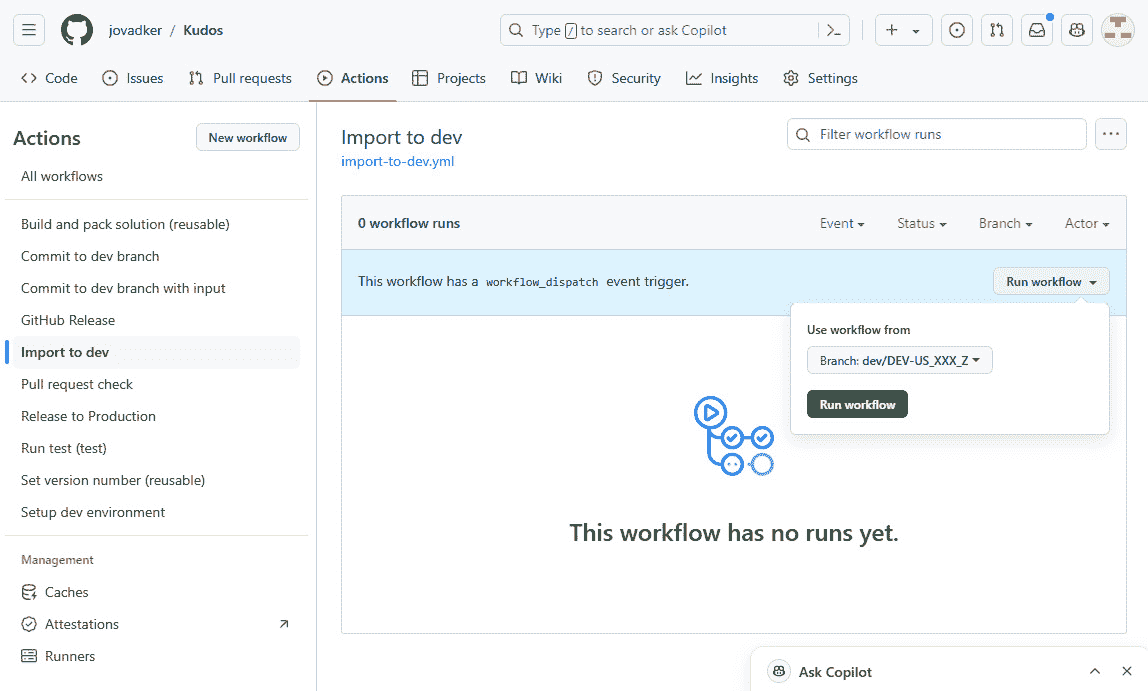 jovadker / Kudos
Type / to search or ask Copilot
Code
Issues
Pull requests
Actions
Projects
Wiki
Security
Insights
Settings
Actions
New workflow
All workflows
Build and pack solution (reusable)
Commit to dev branch
Commit to dev branch with input
GitHub Release
Import to dev
Pull request check
Release to Production
Run test (test)
Set version number (reusable)
Setup dev environment
Management
Caches
Attestations
Runners
Import to dev
import-to-dev.yml
Filter workflow runs
0 workflow runs
Event
Status
Branch
Actor
This workflow has a workflow_dispatch event trigger.
Run workflow
Use workflow from
Branch: dev/DEV-US_XXX_Z
Run workflow
This workflow has no runs yet.
Ask Copilot